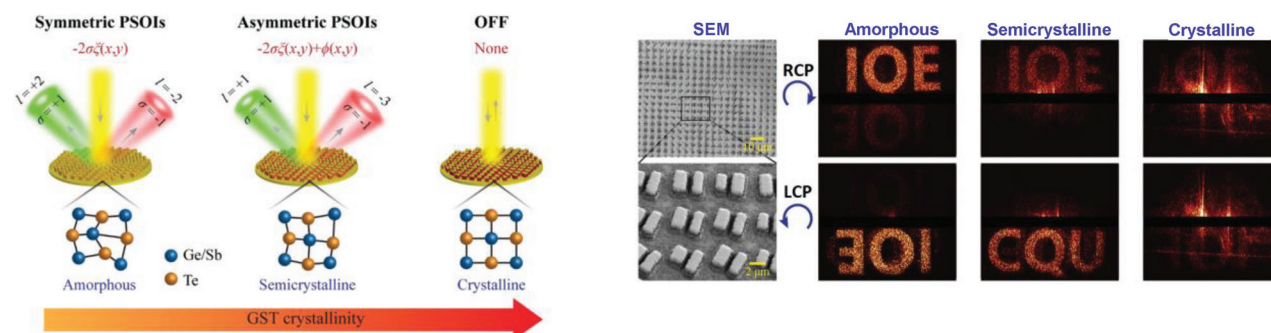 Symmetric PSOIs
-2σξ(x,y)
l = +2
σ = +1
l = -2
σ = -1
Amorphous
Asymmetric PSOIs
-2σξ(x,y)+ϕ(x,y)
l = +1
σ = +1
l = -3
σ = -1
Semicrystalline
OFF
None
Crystalline
Ge/Sb
Te
GST crystallinity
SEM
Amorphous
Semicrystalline
Crystalline
RCP
IOE
IOE
IOE
10 μm
LCP
IOE
CQU
2 μm